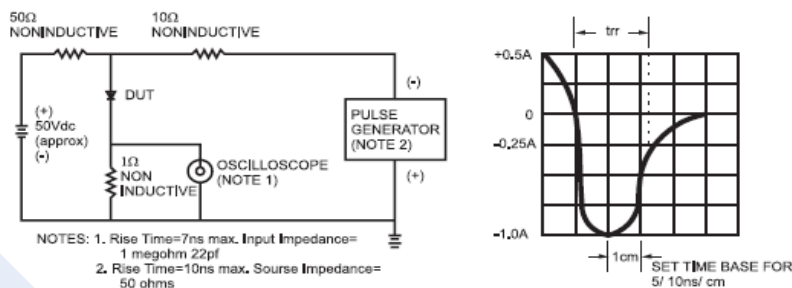 50Ω
NONINDUCTIVE
10Ω
NONINDUCTIVE
DUT
(+)
50Vdc
(approx)
(-)
1Ω
NON
INDUCTIVE
OSCILLOSCOPE
(NOTE 1)
(-)
PULSE
GENERATOR
(NOTE 2)
(+)
NOTES: 1. Rise Time=7ns max. Input Impedance=
1 megohm 22pf
2. Rise Time=10ns max. Sourse Impedance=
50 ohms
trr
+0.5A
0
-0.25A
-1.0A
1cm
SET TIME BASE FOR
5/ 10ns/ cm